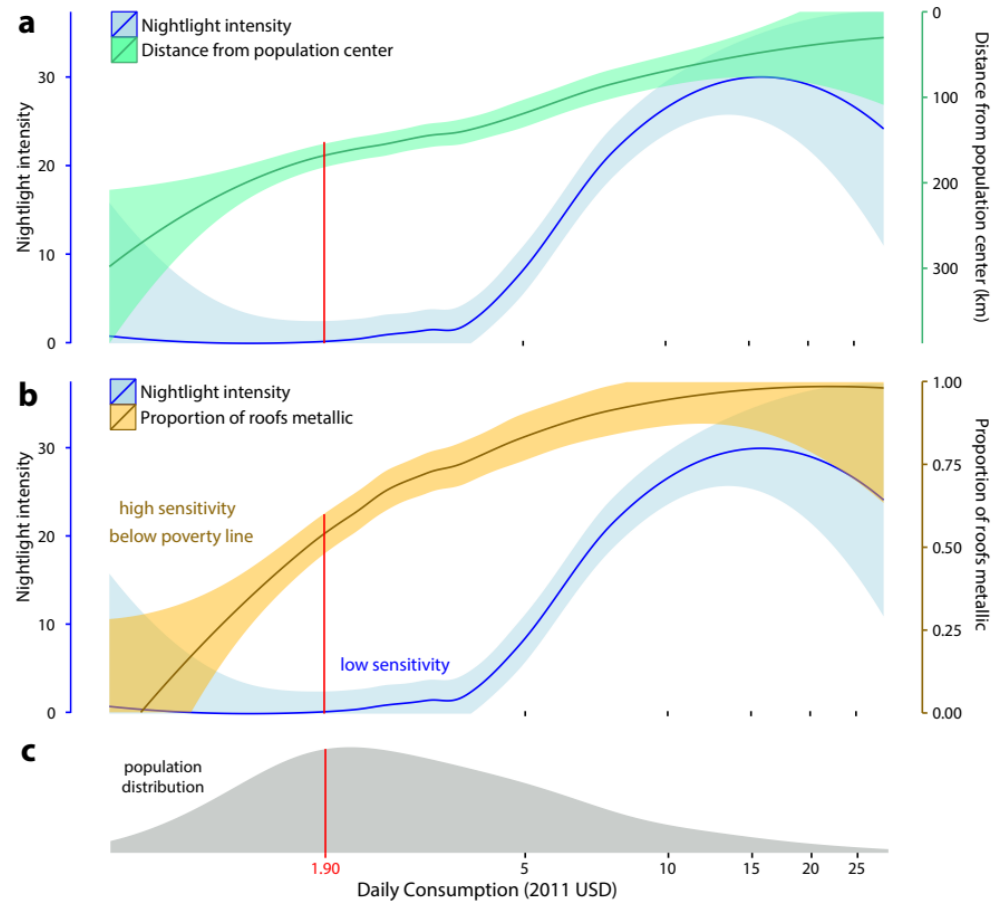 a
Nightlight intensity
Distance from population center
Nightlight intensity
30
20
10
0
0
100
200
300
Distance from population center (km)
b
Nightlight intensity
Proportion of roofs metallic
high sensitivity
below poverty line
low sensitivity
Nightlight intensity
30
20
10
0
1.00
0.75
0.50
0.25
0.00
Proportion of roofs metallic
c
population
distribution
1.90
5
10
15
20
25
Daily Consumption (2011 USD)